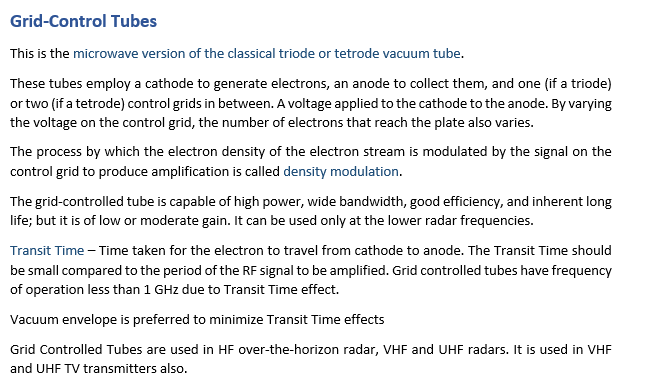 Grid-Control Tubes
This is the microwave version of the classical triode or tetrode vacuum tube.
These tubes employ a cathode to generate electrons, an anode to collect them, and one (if a triode)
or two (if a tetrode) control grids in between. A voltage applied to the cathode to the anode. By varying
the voltage on the control grid, the number of electrons that reach the plate also varies.
The process by which the electron density of the electron stream is modulated by the signal on the
control grid to produce amplification is called density modulation.
The grid-controlled tube is capable of high power, wide bandwidth, good efficiency, and inherent long
life; but it is of low or moderate gain. It can be used only at the lower radar frequencies.
Transit Time – Time taken for the electron to travel from cathode to anode. The Transit Time should
be small compared to the period of the RF signal to be amplified. Grid controlled tubes have frequency
of operation less than 1 GHz due to Transit Time effect.
Vacuum envelope is preferred to minimize Transit Time effects
Grid Controlled Tubes are used in HF over-the-horizon radar, VHF and UHF radars. It is used in VHF
and UHF TV transmitters also.